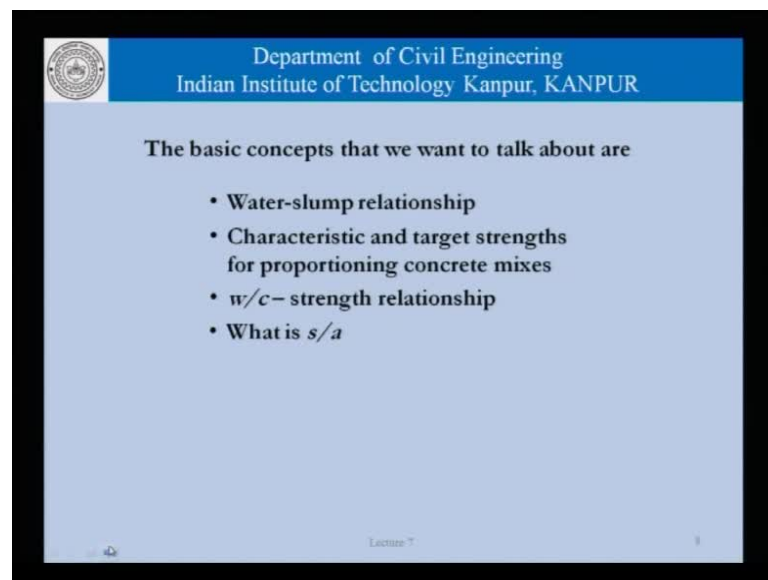 Department of Civil Engineering
Indian Institute of Technology Kanpur, KANPUR
The basic concepts that we want to talk about are
• Water-slump relationship
• Characteristic and target strengths
for proportioning concrete mixes
• w/c – strength relationship
• What is s/a
Lecture 7